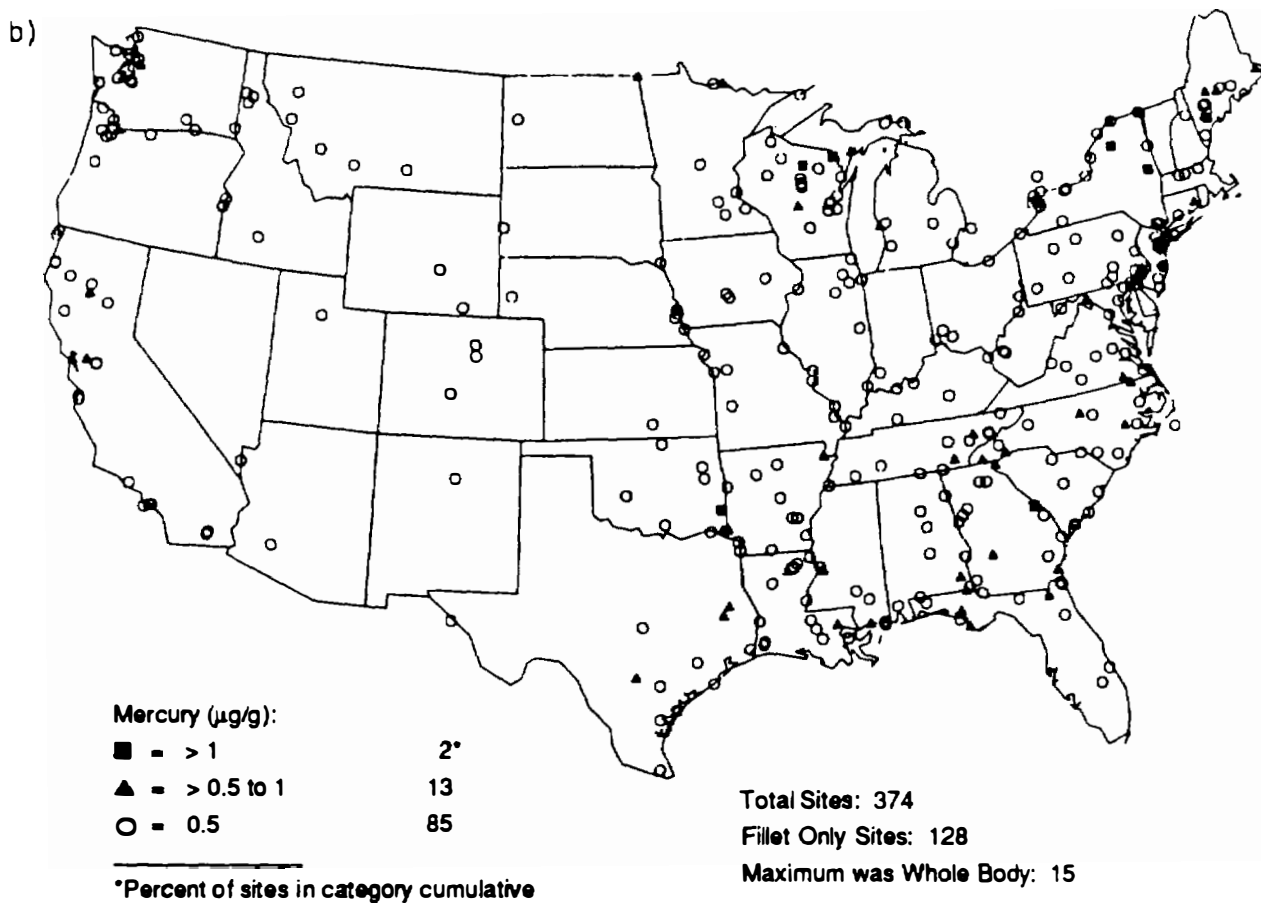 b)
Mercury (µg/g):
■ = > 1 2*
▲ = > 0.5 to 1 13
O = 0.5 85
*Percent of sites in category cumulative
Total Sites: 374
Fillet Only Sites: 128
Maximum was Whole Body: 15